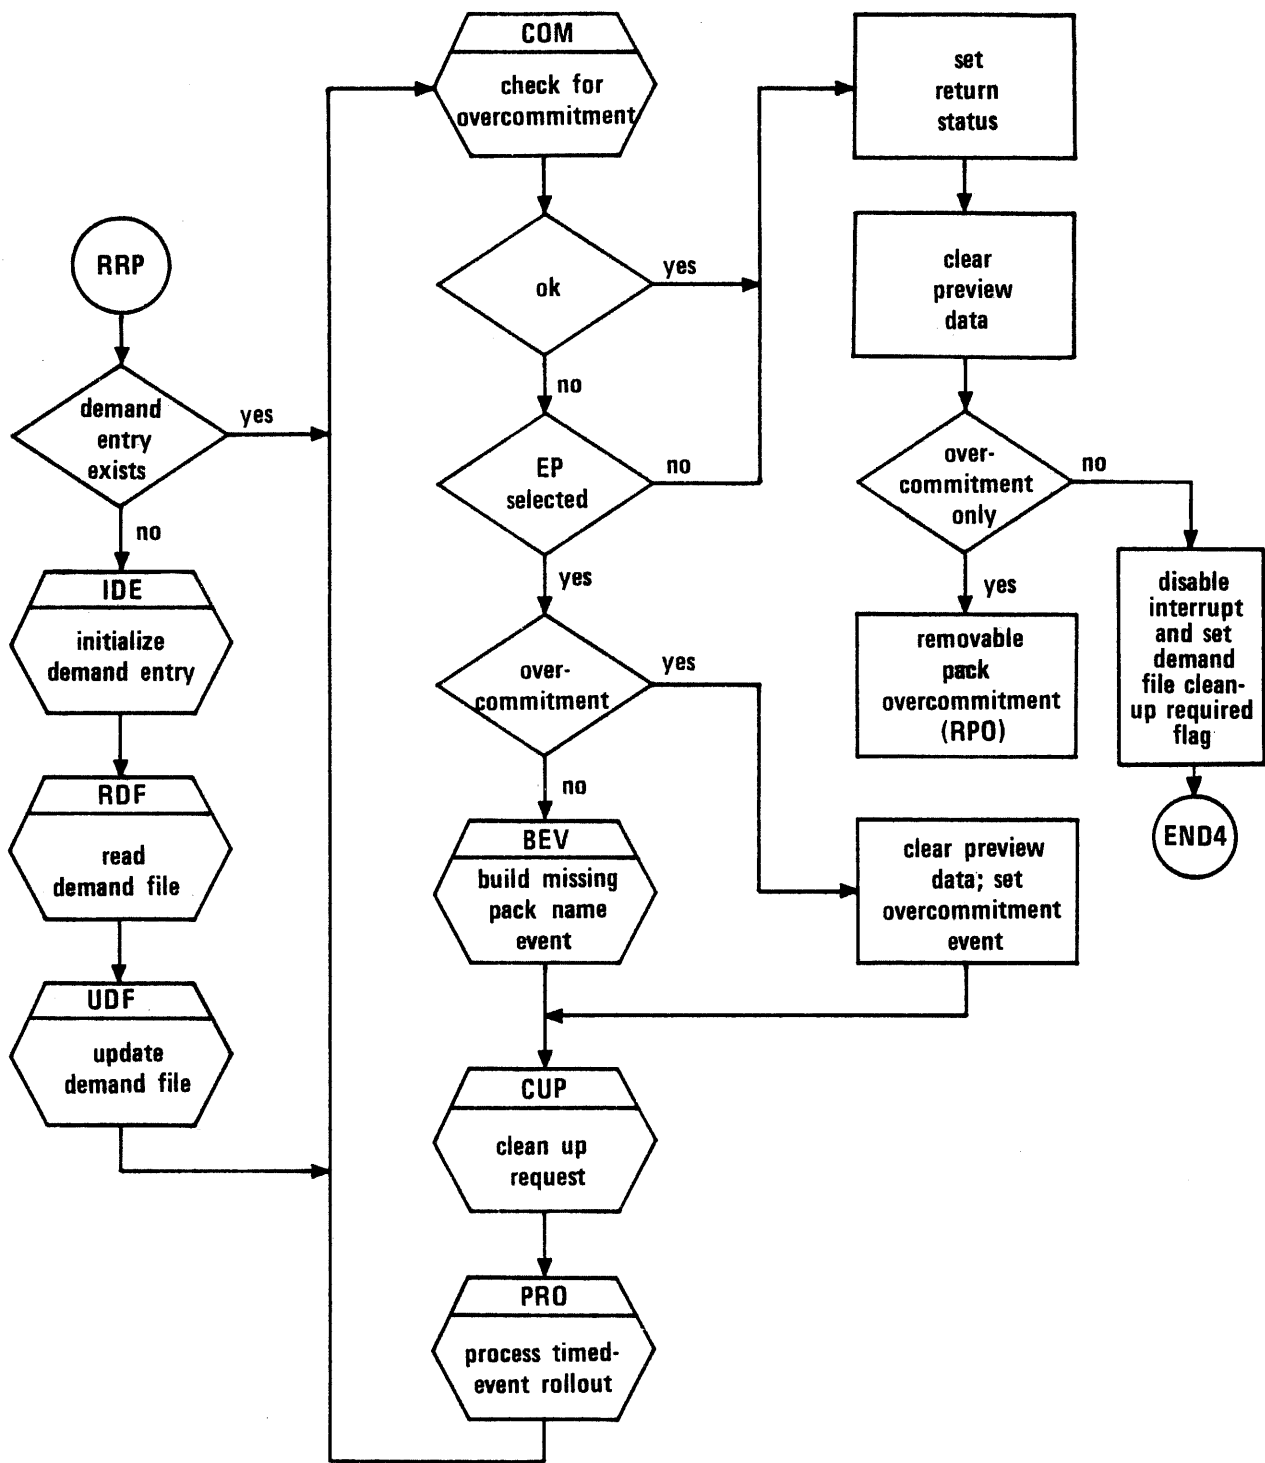 RRP
demand
entry
exists
yes
no
IDE
initialize
demand entry
RDF
read
demand file
UDF
update
demand file
COM
check for
overcommitment
ok
yes
no
EP
selected
no
yes
over-
commitment
yes
no
BEV
build missing
pack name
event
CUP
clean up
request
PRO
process timed-
event rollout
set
return
status
clear
preview
data
over-
commitment
only
no
yes
removable
pack
overcommitment
(RPO)
clear preview
data; set
overcommitment
event
disable
interrupt
and set
demand
file clean-
up required
flag
END4